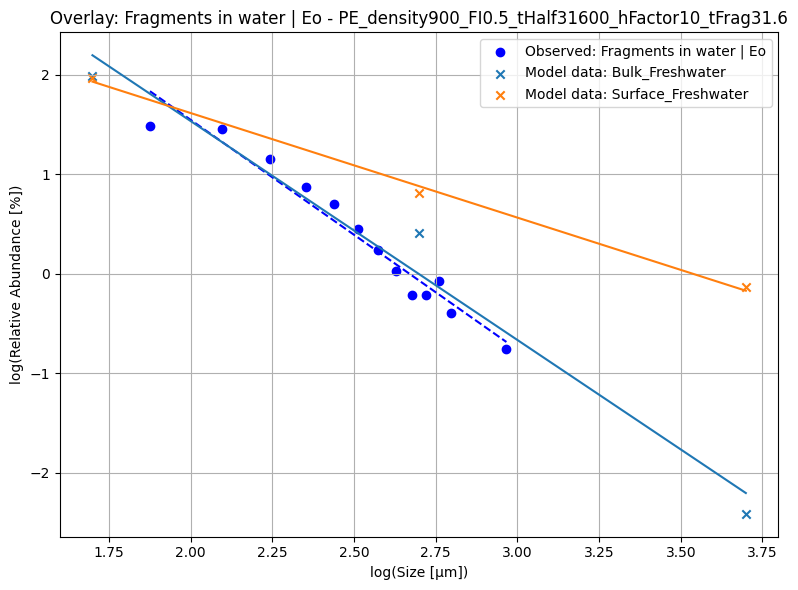 Overlay: Fragments in water | Eo - PE_density900_FI0.5_tHalf31600_hFactor10_tFrag31.6
Observed: Fragments in water | Eo
Model data: Bulk_Freshwater
Model data: Surface_Freshwater
log(Relative Abundance [%])
2
1
0
−1
−2
1.75 2.00 2.25 2.50 2.75 3.00 3.25 3.50 3.75
log(Size [μm])